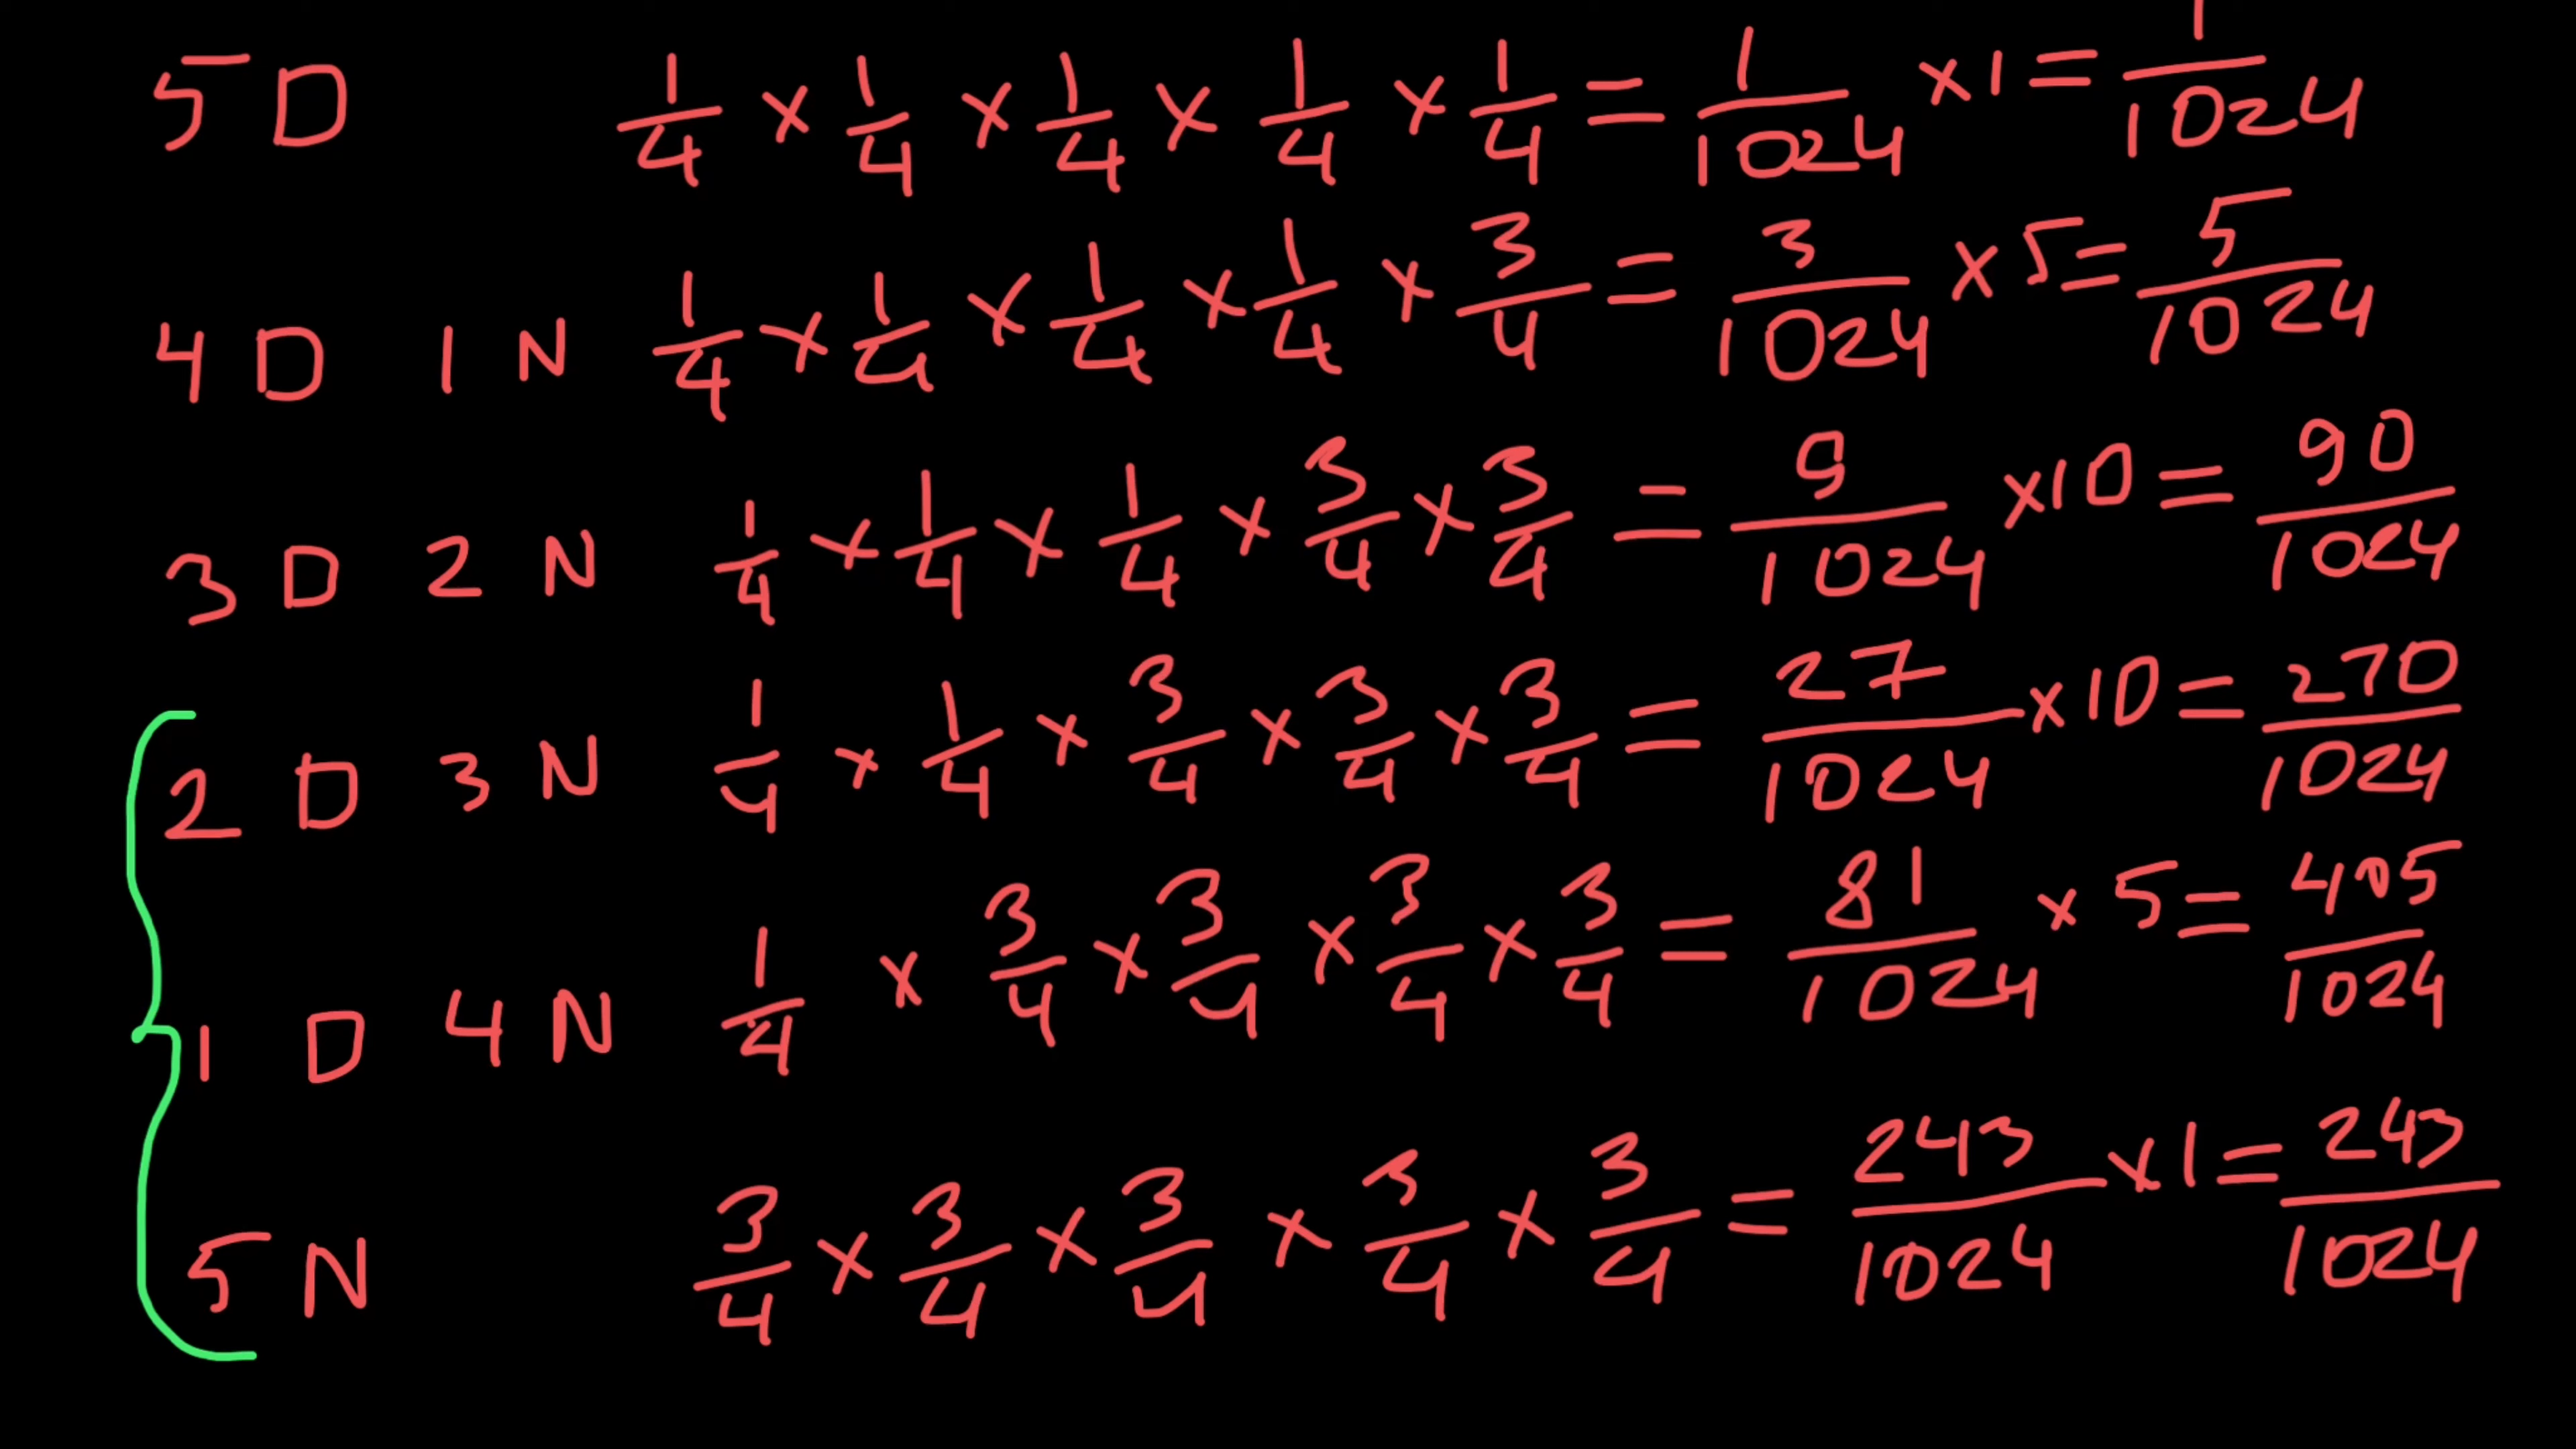 5 D 1/4 × 1/4 × 1/4 × 1/4 × 1/4 = 1/1024 ×1 = 1/1024
4 D 1 N 1/4 × 1/4 × 1/4 × 1/4 × 3/4 = 3/1024 ×5 = 5/1024
3 D 2 N 1/4 × 1/4 × 1/4 × 3/4 × 3/4 = 9/1024 ×10 = 90/1024
2 D 3 N 1/4 × 1/4 × 3/4 × 3/4 × 3/4 = 27/1024 ×10 = 270/1024
1 D 4 N 1/4 × 3/4 × 3/4 × 3/4 × 3/4 = 81/1024 × 5 = 405/1024
5 N 3/4 × 3/4 × 3/4 × 3/4 × 3/4 = 243/1024 ×1 = 243/1024